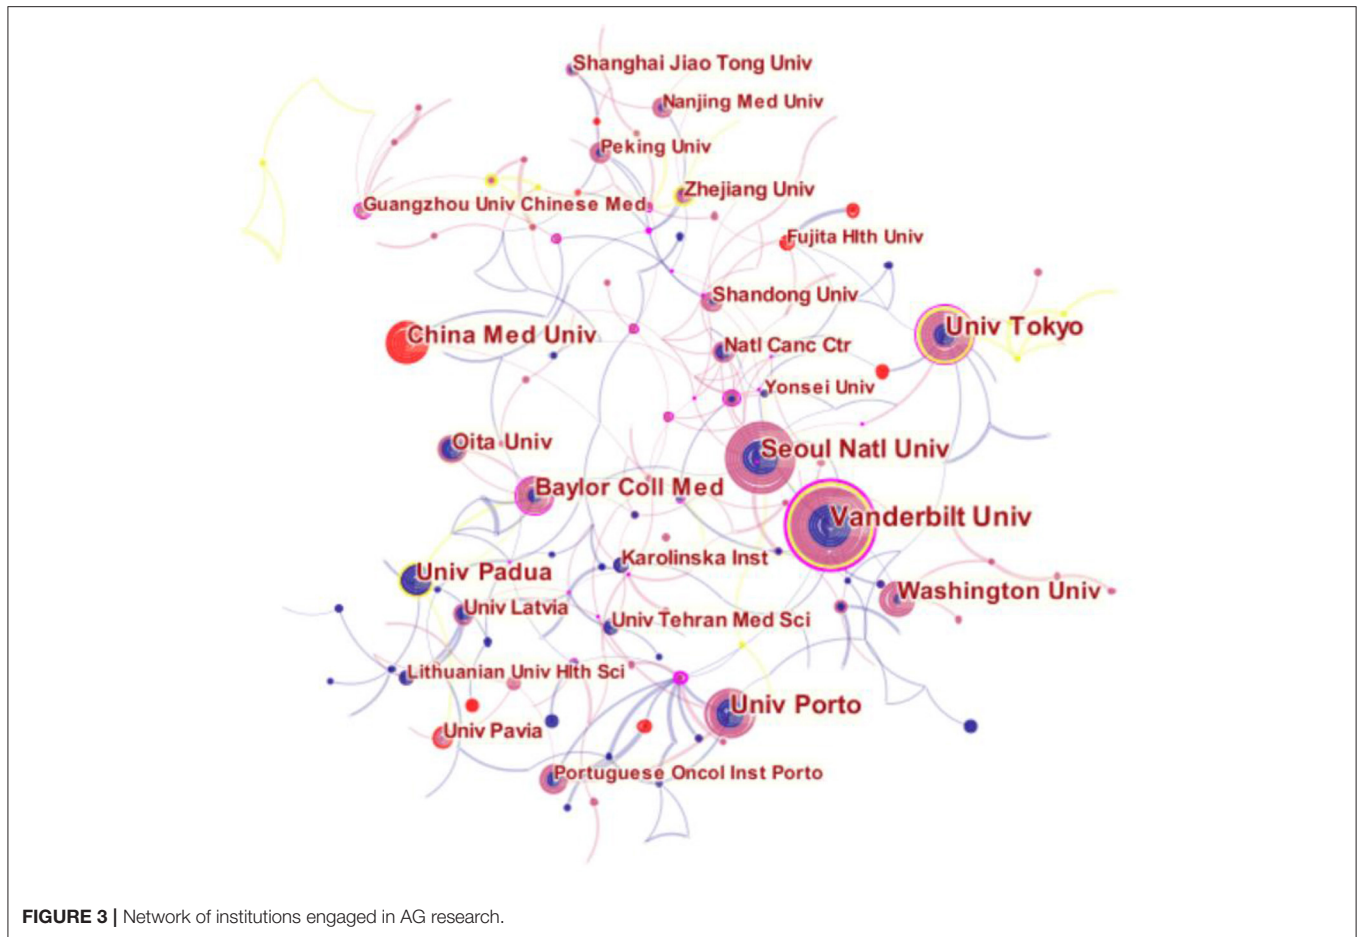 Shanghai Jiao Tong Univ
Nanjing Med Univ
Peking Univ
Zhejiang Univ
Guangzhou Univ Chinese Med
Fujita Hlth Univ
Shandong Univ
Univ Tokyo
China Med Univ
Natl Canc Ctr
Yonsei Univ
Oita Univ
Seoul Natl Univ
Baylor Coll Med
Vanderbilt Univ
Karolinska Inst
Univ Padua
Washington Univ
Univ Latvia
Univ Tehran Med Sci
Lithuanian Univ Hlth Sci
Univ Porto
Univ Pavia
Portuguese Oncol Inst Porto
FIGURE 3 | Network of institutions engaged in AG research.